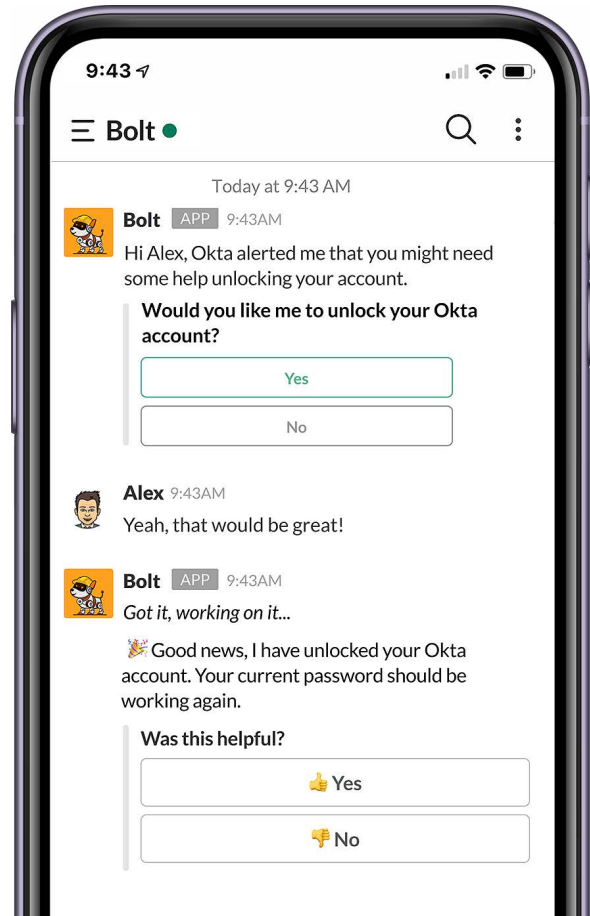 9:43
Bolt
Today at 9:43 AM
Bolt APP 9:43AM
Hi Alex, Okta alerted me that you might need
some help unlocking your account.
Would you like me to unlock your Okta
account?
Yes
No
Alex 9:43AM
Yeah, that would be great!
Bolt APP 9:43AM
Got it, working on it...
🎉 Good news, I have unlocked your Okta
account. Your current password should be
working again.
Was this helpful?
👍 Yes
👎 No